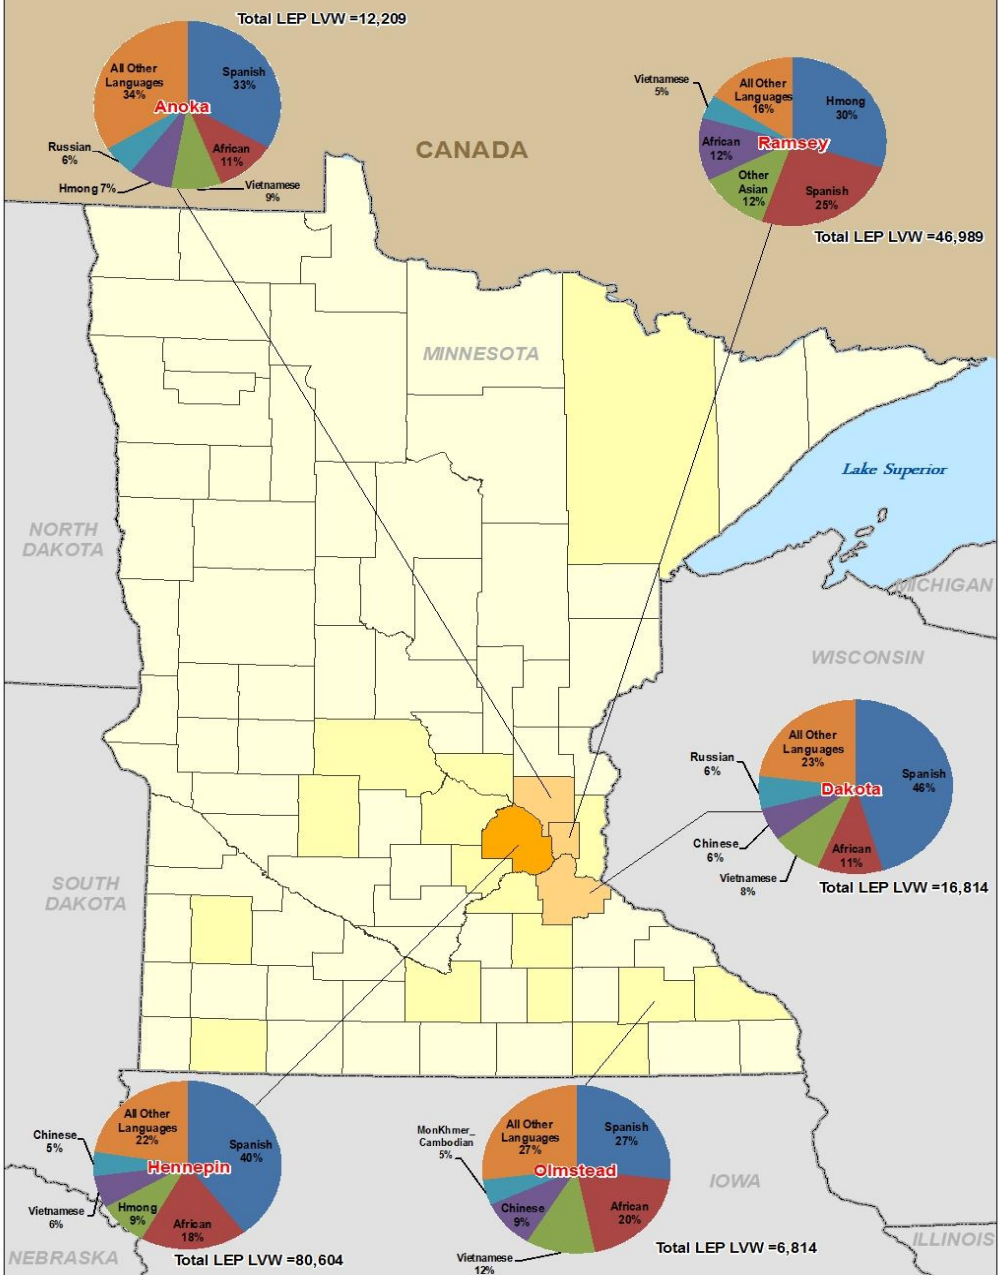 Total LEP LVW =12,209
All Other
Languages
34%
Spanish
33%
Anoka
Russian
6%
African
11%
Hmong 7%
Vietnamese
9%
CANADA
Vietnamese
5%
All Other
Languages
16%
Hmong
30%
African
12%
Ramsey
Other
Asian
12%
Spanish
25%
Total LEP LVW =46,989
MINNESOTA
Lake Superior
NORTH
DAKOTA
MICHIGAN
WISCONSIN
All Other
Languages
23%
Russian
6%
Spanish
46%
Dakota
Chinese
6%
African
11%
Vietnamese
8%
Total LEP LVW =16,814
SOUTH
DAKOTA
All Other
Languages
22%
Chinese
5%
Spanish
40%
Hennepin
Vietnamese
6%
Hmong
9%
African
18%
Total LEP LVW =80,604
NEBRASKA
All Other
Languages
27%
MonKhmer_
Cambodian
5%
Spanish
27%
Olmstead
Chinese
9%
African
20%
Vietnamese
12%
Total LEP LVW =6,814
IOWA
ILLINOIS